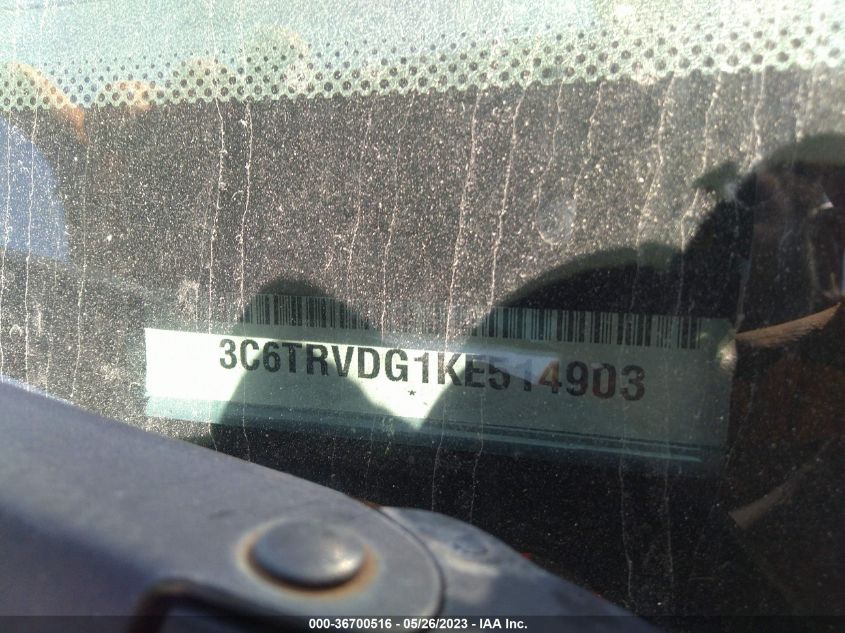 3C6TRVDG1KE514903
*
000-36700516 - 05/26/2023 - IAA Inc.